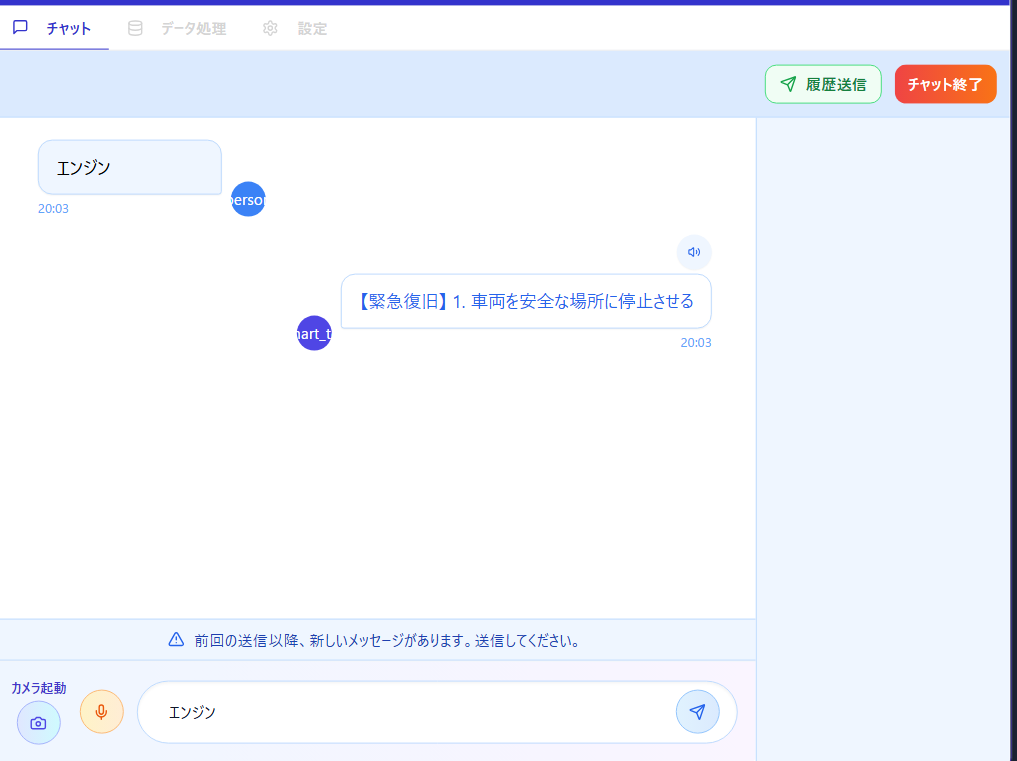 チャット データ処理 設定
履歴送信 チャット終了
エンジン
20:03
person
【緊急復旧】 1. 車両を安全な場所に停止させる
nart_t
20:03
前回の送信以降、新しいメッセージがあります。送信してください。
カメラ起動
エンジン